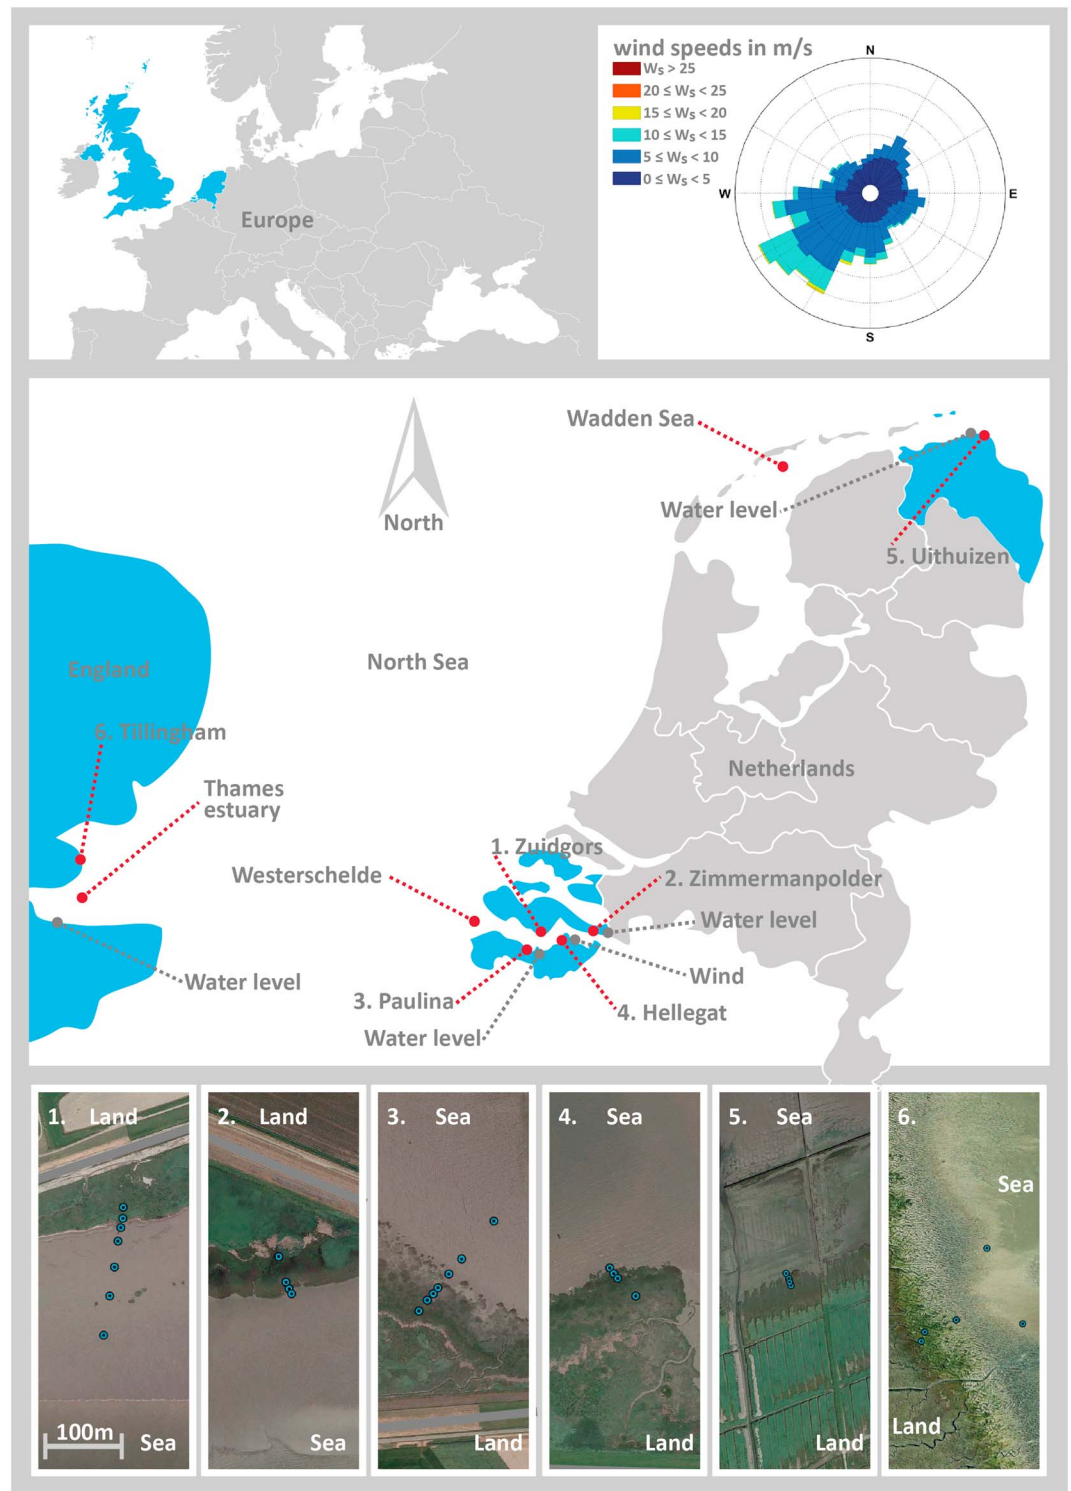 Europe
wind speeds in m/s
Ws > 25
20 ≤ Ws < 25
15 ≤ Ws < 20
10 ≤ Ws < 15
5 ≤ Ws < 10
0 ≤ Ws < 5
N
W
E
S
Wadden Sea
North
Water level
5. Uithuizen
England
North Sea
6. Tillingham
Netherlands
Thames
estuary
1. Zuidgors
Westerschelde
2. Zimmermanpolder
Water level
Water level
Wind
3. Paulina
4. Hellegat
Water level
1. Land
100m
Sea
2. Land
Sea
3. Sea
Land
4. Sea
Land
5. Sea
Land
6.
Sea
Land